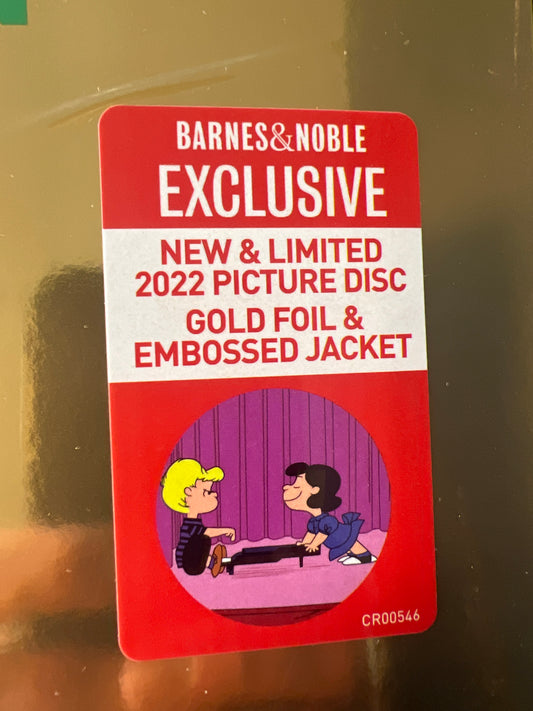 BARNES&NOBLE
EXCLUSIVE
NEW & LIMITED
2022 PICTURE DISC
GOLD FOIL &
EMBOSSED JACKET
CR00546